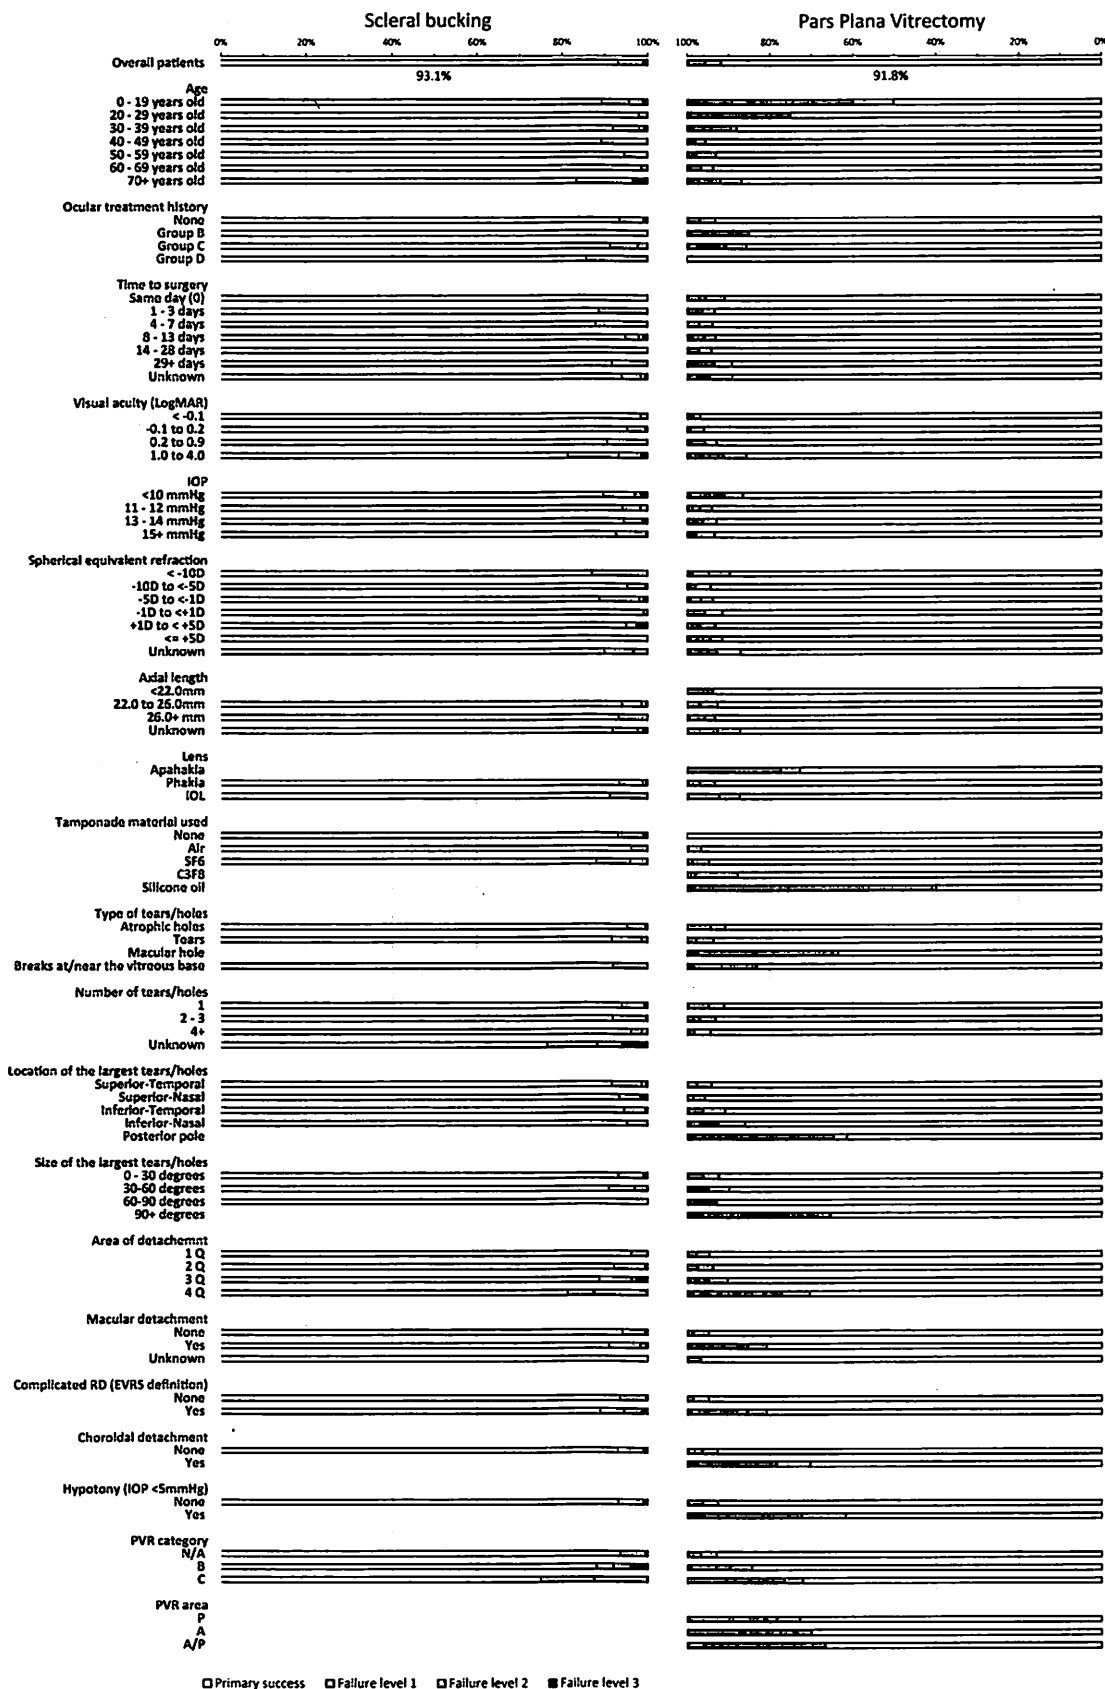 Scleral bucking Pars Plana Vitrectomy
0% 20% 40% 60% 80% 100% 100% 80% 60% 40% 20% 0%
Overall patients
93.1% 91.8%
Age
0 - 19 years old
20 - 29 years old
30 - 39 years old
40 - 49 years old
50 - 59 years old
60 - 69 years old
70+ years old
Ocular treatment history
None
Group B
Group C
Group D
Time to surgery
Same day (0)
1 - 3 days
4 - 7 days
8 - 13 days
14 - 28 days
29+ days
Unknown
Visual acuity (LogMAR)
< -0.1
-0.1 to 0.2
0.2 to 0.9
1.0 to 4.0
IOP
<10 mmHg
11 - 12 mmHg
13 - 14 mmHg
15+ mmHg
Spherical equivalent refraction
< -10D
-10D to <-5D
-5D to <-1D
-1D to <+1D
+1D to < +5D
<= +5D
Unknown
Axial length
<22.0mm
22.0 to 26.0mm
26.0+ mm
Unknown
Lens
Apahakia
Phakia
IOL
Tamponade material used
None
Air
SF6
C3F8
Silicone oil
Type of tears/holes
Atrophic holes
Tears
Macular hole
Breaks at/near the vitreous base
Number of tears/holes
1
2 - 3
4+
Unknown
Location of the largest tears/holes
Superior-Temporal
Superior-Nasal
Inferior-Temporal
Inferior-Nasal
Posterior pole
Size of the largest tears/holes
0 - 30 degrees
30-60 degrees
60-90 degrees
90+ degrees
Area of detachemnt
1 Q
2 Q
3 Q
4 Q
Macular detachment
None
Yes
Unknown
Complicated RD (EVRS definition)
None
Yes
Choroidal detachment
None
Yes
Hypotony (IOP <5mmHg)
None
Yes
PVR category
N/A
B
C
PVR area
P
A
A/P
Primary success Failure level 1 Failure level 2 Failure level 3